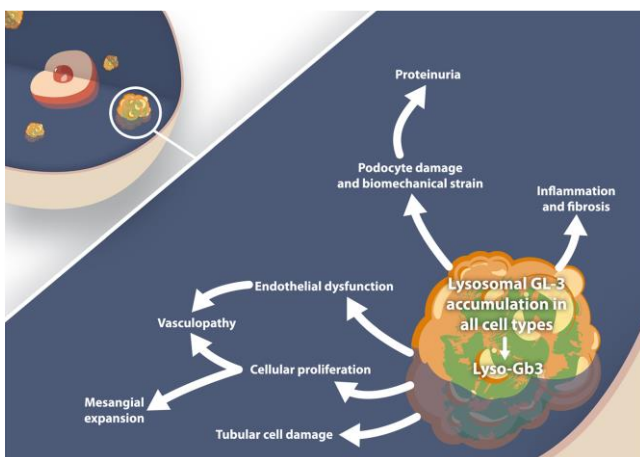 Proteinuria
Podocyte damage
and biomechanical strain
Inflammation
and fibrosis
Lysosomal GL-3
accumulation in
all cell types
Lyso-Gb3
Endothelial dysfunction
Vasculopathy
Cellular proliferation
Mesangial
expansion
Tubular cell damage